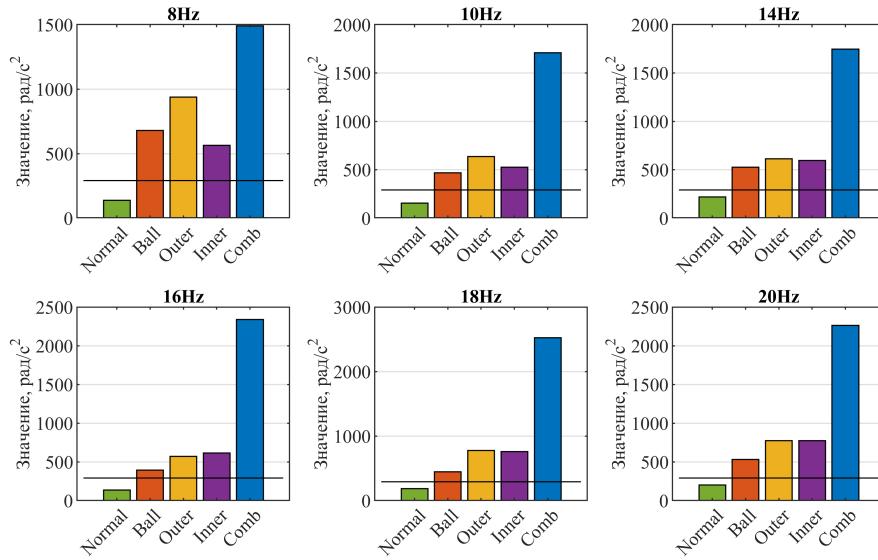 8Hz
1500
1000
500
0
Значение, рад/с²
Normal
Ball
Outer
Inner
Comb
10Hz
2000
1500
1000
500
0
Значение, рад/с²
Normal
Ball
Outer
Inner
Comb
14Hz
2000
1500
1000
500
0
Значение, рад/с²
Normal
Ball
Outer
Inner
Comb
16Hz
2500
2000
1500
1000
500
0
Значение, рад/с²
Normal
Ball
Outer
Inner
Comb
18Hz
3000
2000
1000
0
Значение, рад/с²
Normal
Ball
Outer
Inner
Comb
20Hz
2500
2000
1500
1000
500
0
Значение, рад/с²
Normal
Ball
Outer
Inner
Comb